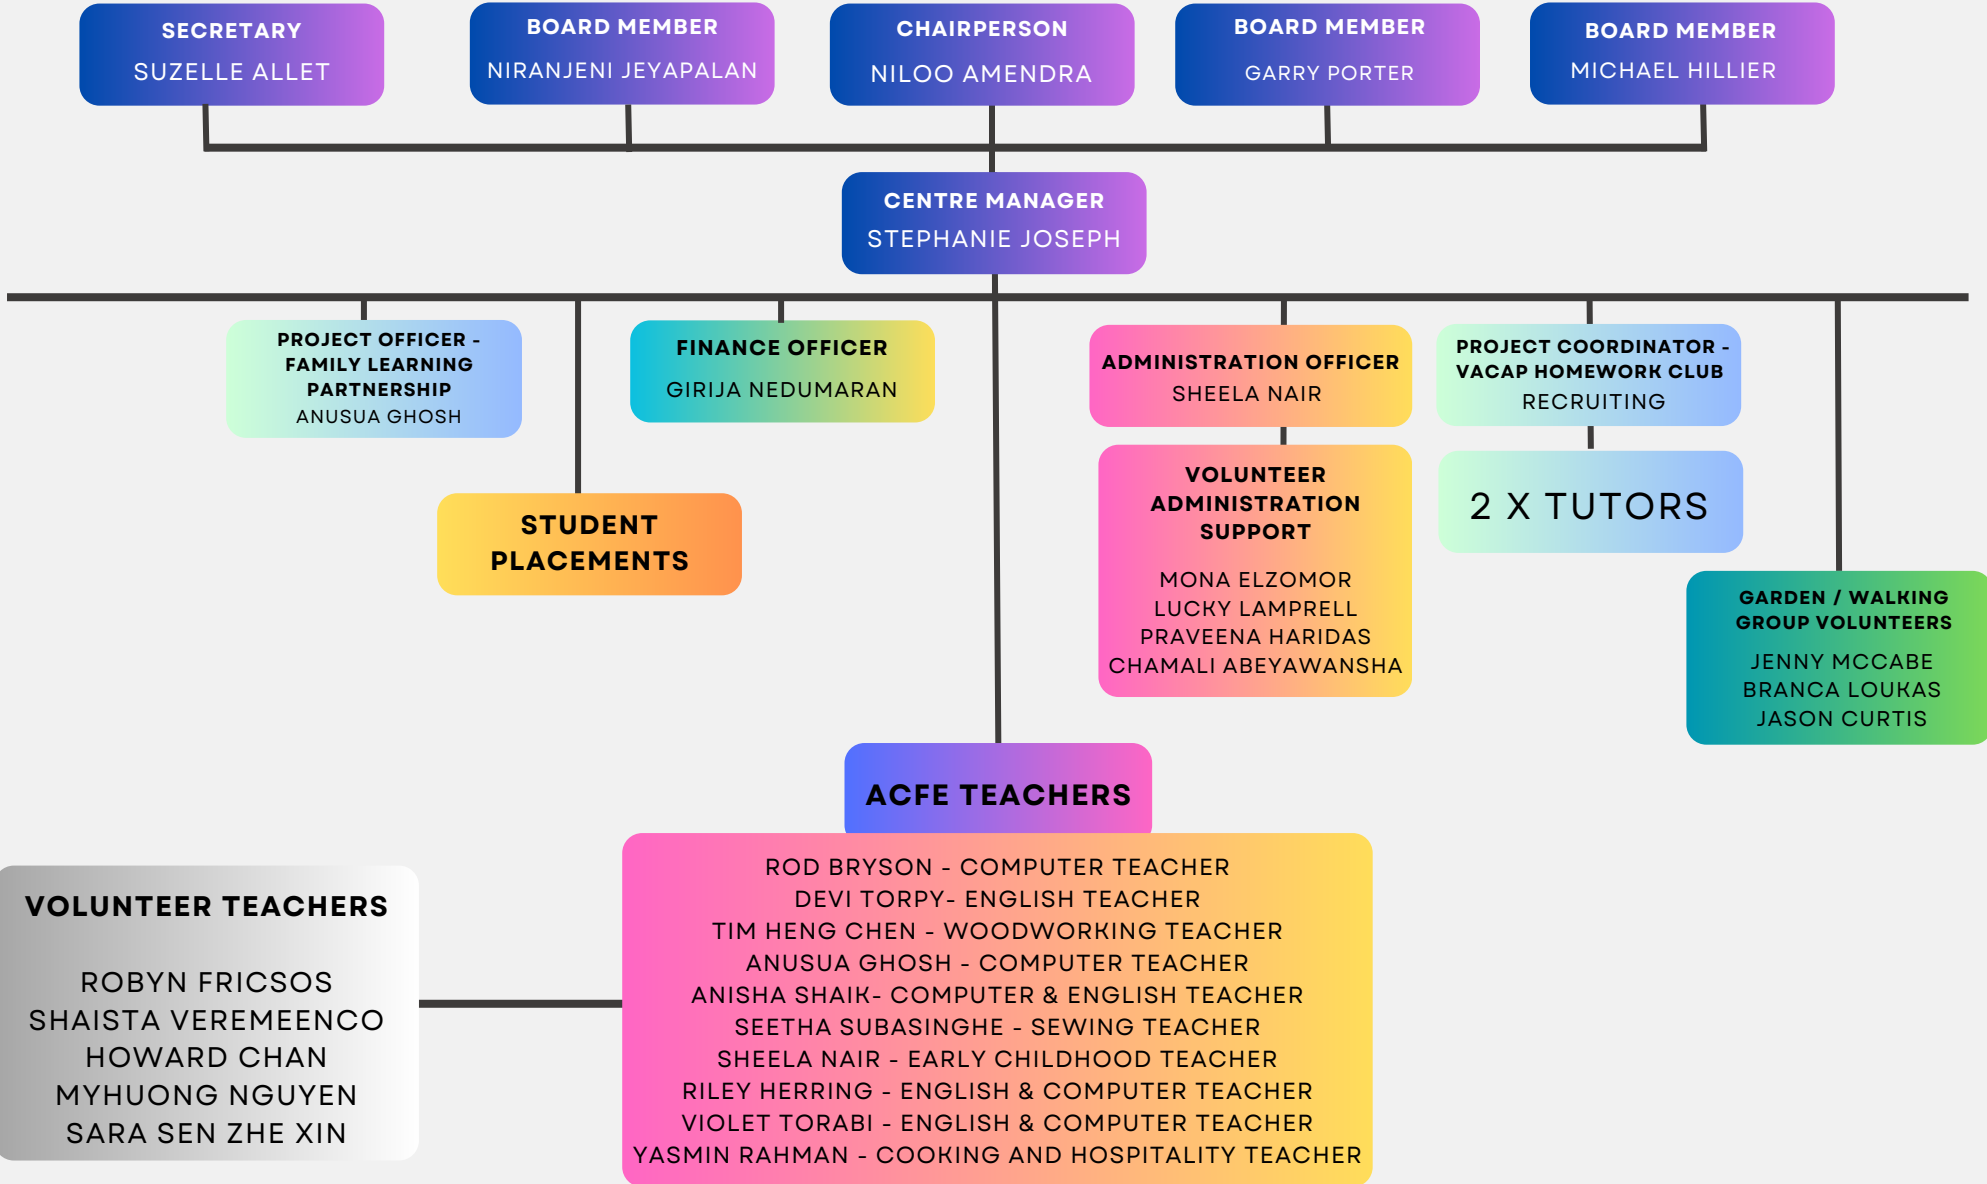 SECRETARY
SUZELLE ALLET
BOARD MEMBER
NIRANJENI JEYAPALAN
CHAIRPERSON
NILOO AMENDRA
BOARD MEMBER
GARRY PORTER
BOARD MEMBER
MICHAEL HILLIER
CENTRE MANAGER
STEPHANIE JOSEPH
PROJECT OFFICER -
FAMILY LEARNING
PARTNERSHIP
ANUSUA GHOSH
STUDENT
PLACEMENTS
FINANCE OFFICER
GIRIJA NEDUMARAN
ADMINISTRATION OFFICER
SHEELA NAIR
VOLUNTEER
ADMINISTRATION
SUPPORT
MONA ELZOMOR
LUCKY LAMPRELL
PRAVEENA HARIDAS
CHAMALI ABEYAWANSHA
PROJECT COORDINATOR -
VACAP HOMEWORK CLUB
RECRUITING
2 X TUTORS
GARDEN / WALKING
GROUP VOLUNTEERS
JENNY MCCABE
BRANCA LOUKAS
JASON CURTIS
ACFE TEACHERS
ROD BRYSON - COMPUTER TEACHER
DEVI TORPY- ENGLISH TEACHER
TIM HENG CHEN - WOODWORKING TEACHER
ANUSUA GHOSH - COMPUTER TEACHER
ANISHA SHAIK- COMPUTER & ENGLISH TEACHER
SEETHA SUBASINGHE - SEWING TEACHER
SHEELA NAIR - EARLY CHILDHOOD TEACHER
RILEY HERRING - ENGLISH & COMPUTER TEACHER
VIOLET TORABI - ENGLISH & COMPUTER TEACHER
YASMIN RAHMAN - COOKING AND HOSPITALITY TEACHER
VOLUNTEER TEACHERS
ROBYN FRICSOS
SHAISTA VEREMEENCO
HOWARD CHAN
MYHUONG NGUYEN
SARA SEN ZHE XIN